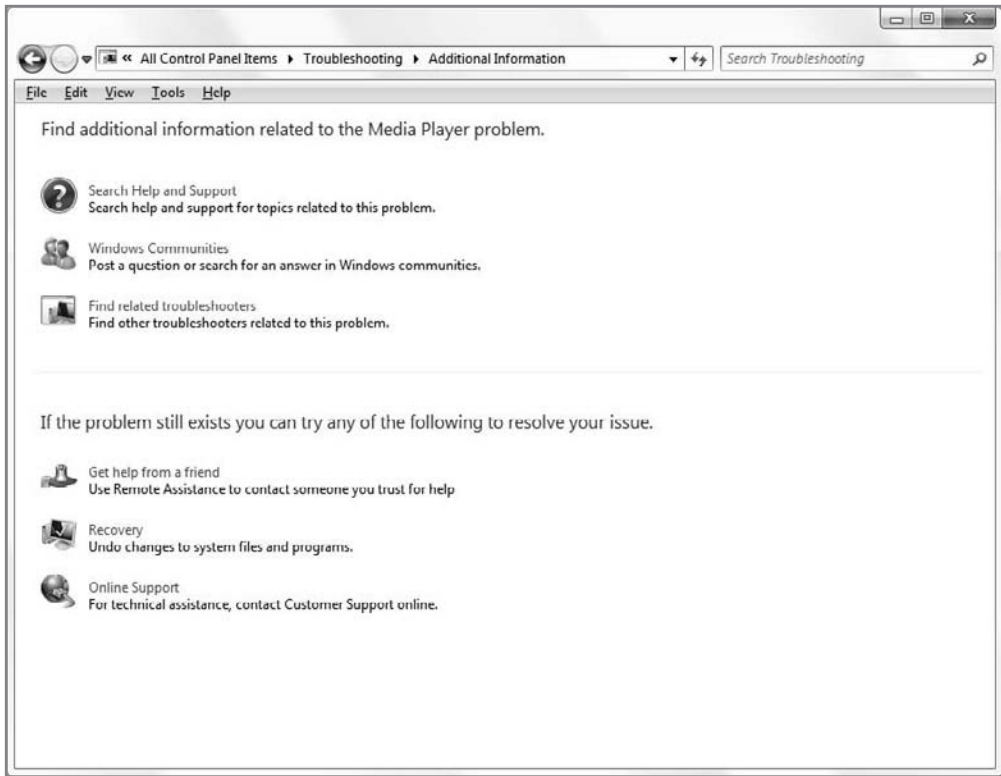 « All Control Panel Items ▸ Troubleshooting ▸ Additional Information
Search Troubleshooting
File Edit View Tools Help
Find additional information related to the Media Player problem.
Search Help and Support
Search help and support for topics related to this problem.
Windows Communities
Post a question or search for an answer in Windows communities.
Find related troubleshooters
Find other troubleshooters related to this problem.
If the problem still exists you can try any of the following to resolve your issue.
Get help from a friend
Use Remote Assistance to contact someone you trust for help
Recovery
Undo changes to system files and programs.
Online Support
For technical assistance, contact Customer Support online.